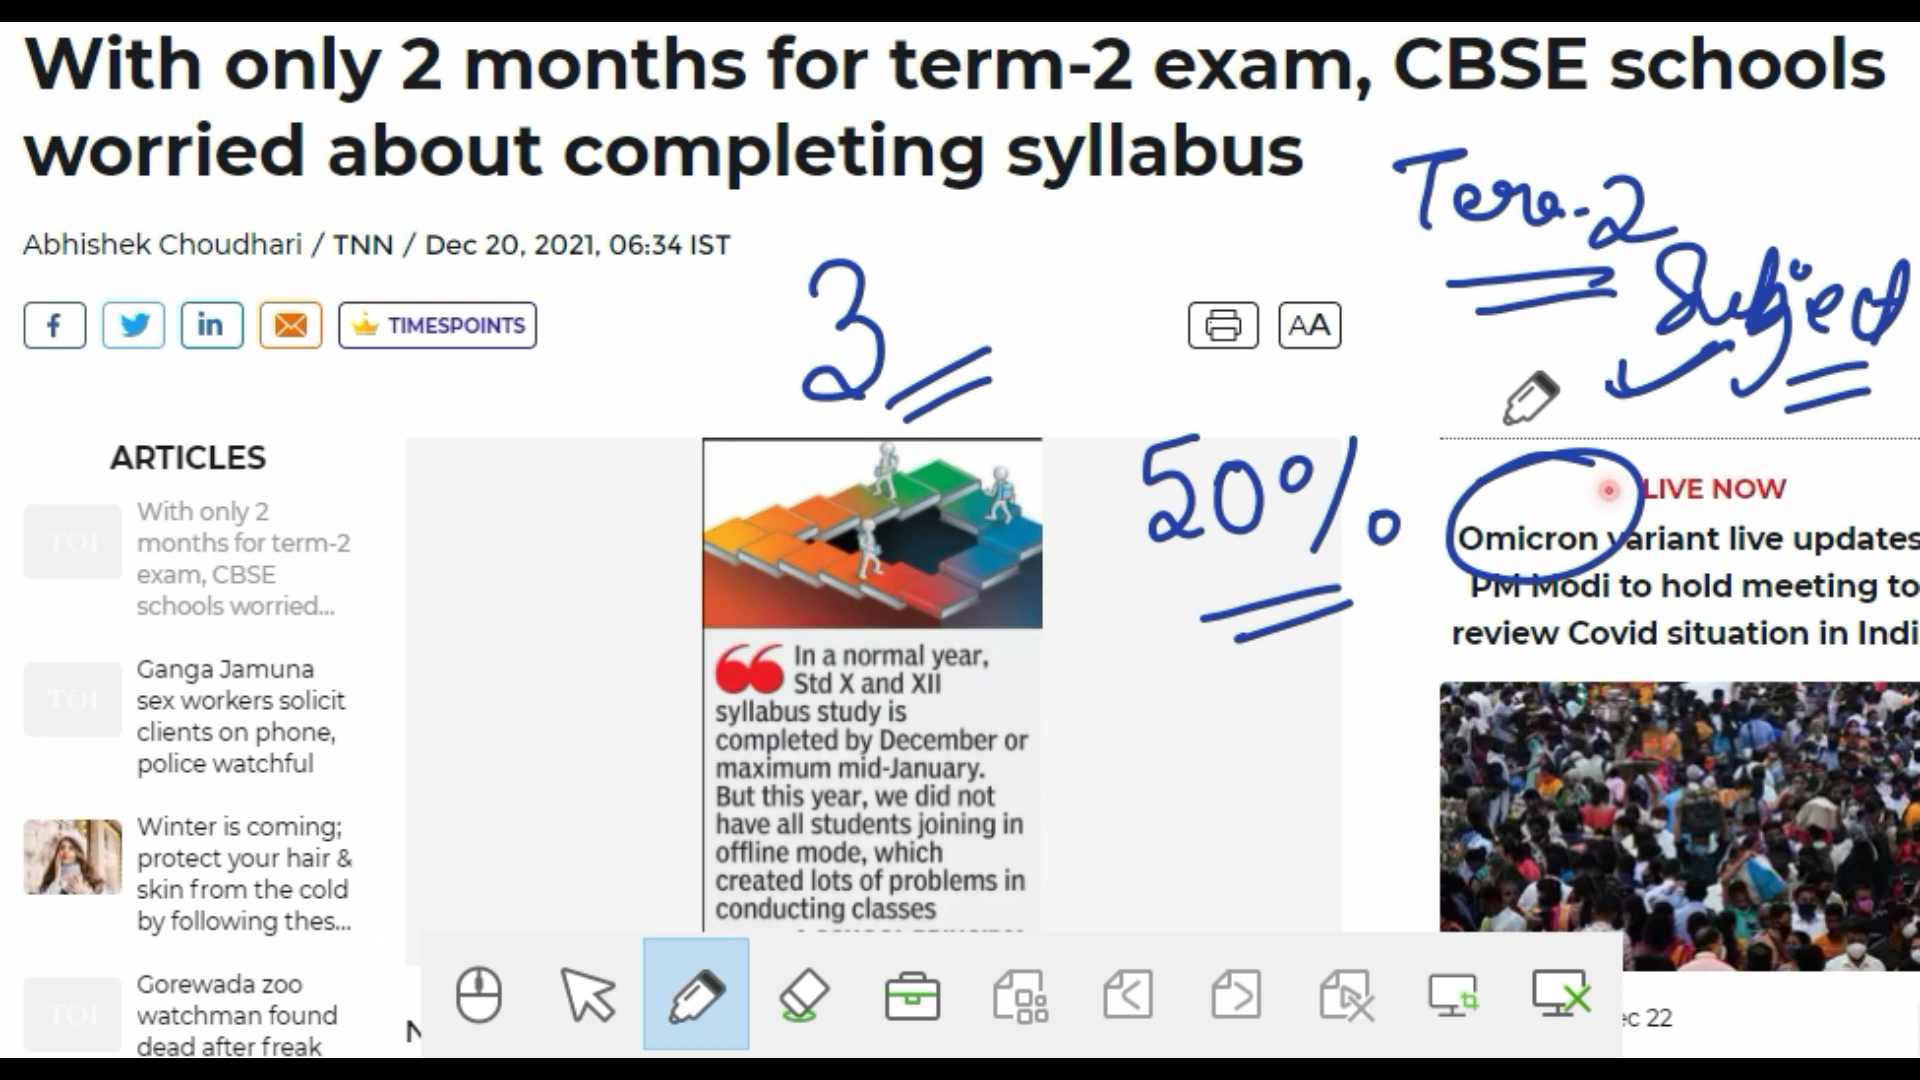 With only 2 months for term-2 exam, CBSE schools
worried about completing syllabus
Abhishek Choudhari / TNN / Dec 20, 2021, 06:34 IST
TIMESPOINTS
AA
3
Term-2
Subject
50%
ARTICLES
TOI
With only 2
months for term-2
exam, CBSE
schools worried...
TOI
Ganga Jamuna
sex workers solicit
clients on phone,
police watchful
Winter is coming;
protect your hair &
skin from the cold
by following thes...
TOI
Gorewada zoo
watchman found
dead after freak
In a normal year,
Std X and XII
syllabus study is
completed by December or
maximum mid-January.
But this year, we did not
have all students joining in
offline mode, which
created lots of problems in
conducting classes
LIVE NOW
Omicron variant live updates
PM Modi to hold meeting to
review Covid situation in Indi
ec 22